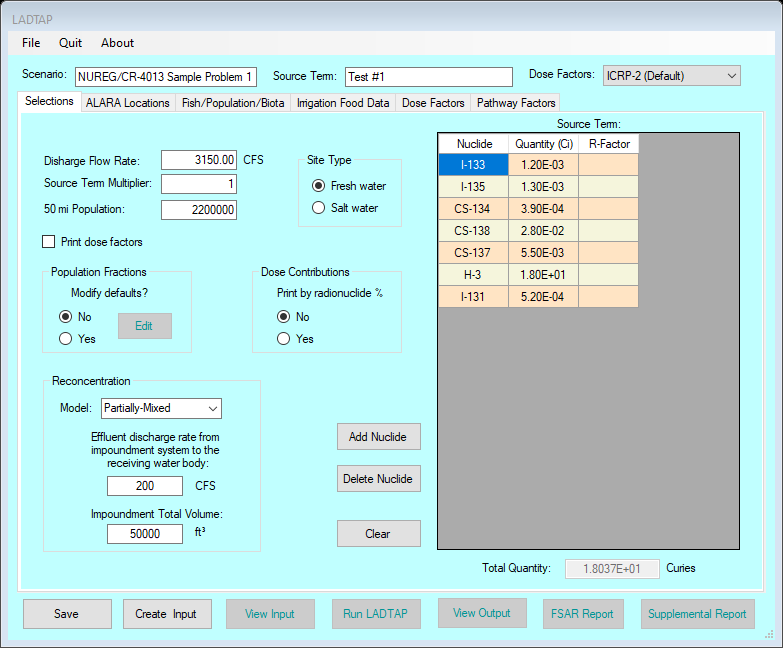 LADTAP
File Quit About
Scenario: NUREG/CR-4013 Sample Problem 1 Source Term: Test #1 Dose Factors: ICRP-2 (Default)
Selections ALARA Locations Fish/Population/Biota Irrigation Food Data Dose Factors Pathway Factors
Disharge Flow Rate: 3150.00 CFS
Source Term Multiplier: 1
50 mi Population: 2200000
Print dose factors
Site Type
Fresh water
Salt water
Population Fractions
Modify defaults?
No
Yes
Edit
Dose Contributions
Print by radionuclide %
No
Yes
Reconcentration
Model: Partially-Mixed
Effluent discharge rate from
impoundment system to the
receiving water body:
200 CFS
Impoundment Total Volume:
50000 ft³
Add Nuclide
Delete Nuclide
Clear
Source Term:
Nuclide Quantity (Ci) R-Factor
I-133 1.20E-03
I-135 1.30E-03
CS-134 3.90E-04
CS-138 2.80E-02
CS-137 5.50E-03
H-3 1.80E+01
I-131 5.20E-04
Total Quantity: 1.8037E+01 Curies
Save Create Input View Input Run LADTAP View Output FSAR Report Supplemental Report